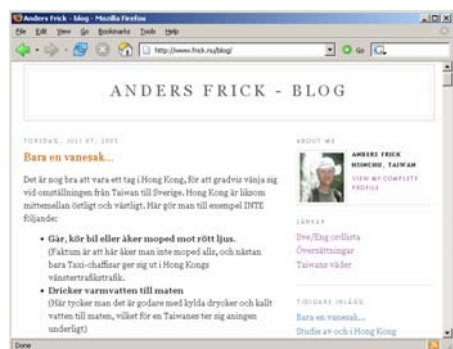 Anders Frick - blog - Mozilla Firefox
File Edit View Go Bookmarks Tools Help
http://www.frick.nu/blog/
Go
ANDERS FRICK - BLOG
TORSDAG, JULI 07, 2005
Bara en vanesak...
Det är nog bra att vara ett tag i Hong Kong, för att gradvis vänja sig
vid omställningen från Taiwan till Sverige. Hong Kong är liksom
mittemellan östligt och västligt. Här gör man till exempel INTE
följande:
• Går, kör bil eller åker moped mot rött ljus.
(Faktum är att här åker man inte moped alls, och nästan
bara Taxi-chaffisar ger sig ut i Hong Kongs
vänstertrafikstrafik.
• Dricker varmvatten till maten
(Här tycker man det är godare med kylda drycker och kallt
vatten till maten, vilket för en Taiwanes ter sig aningen
underligt)
ABOUT ME
ANDERS FRICK
HSINCHU, TAIWAN
VIEW MY COMPLETE
PROFILE
LÄNKAR
Sve/Eng ordlista
Översättningar
Taiwans väder
TIDIGARE INLÄGG
Bara en vanesak...
Studie av och i Hong Kong
Done